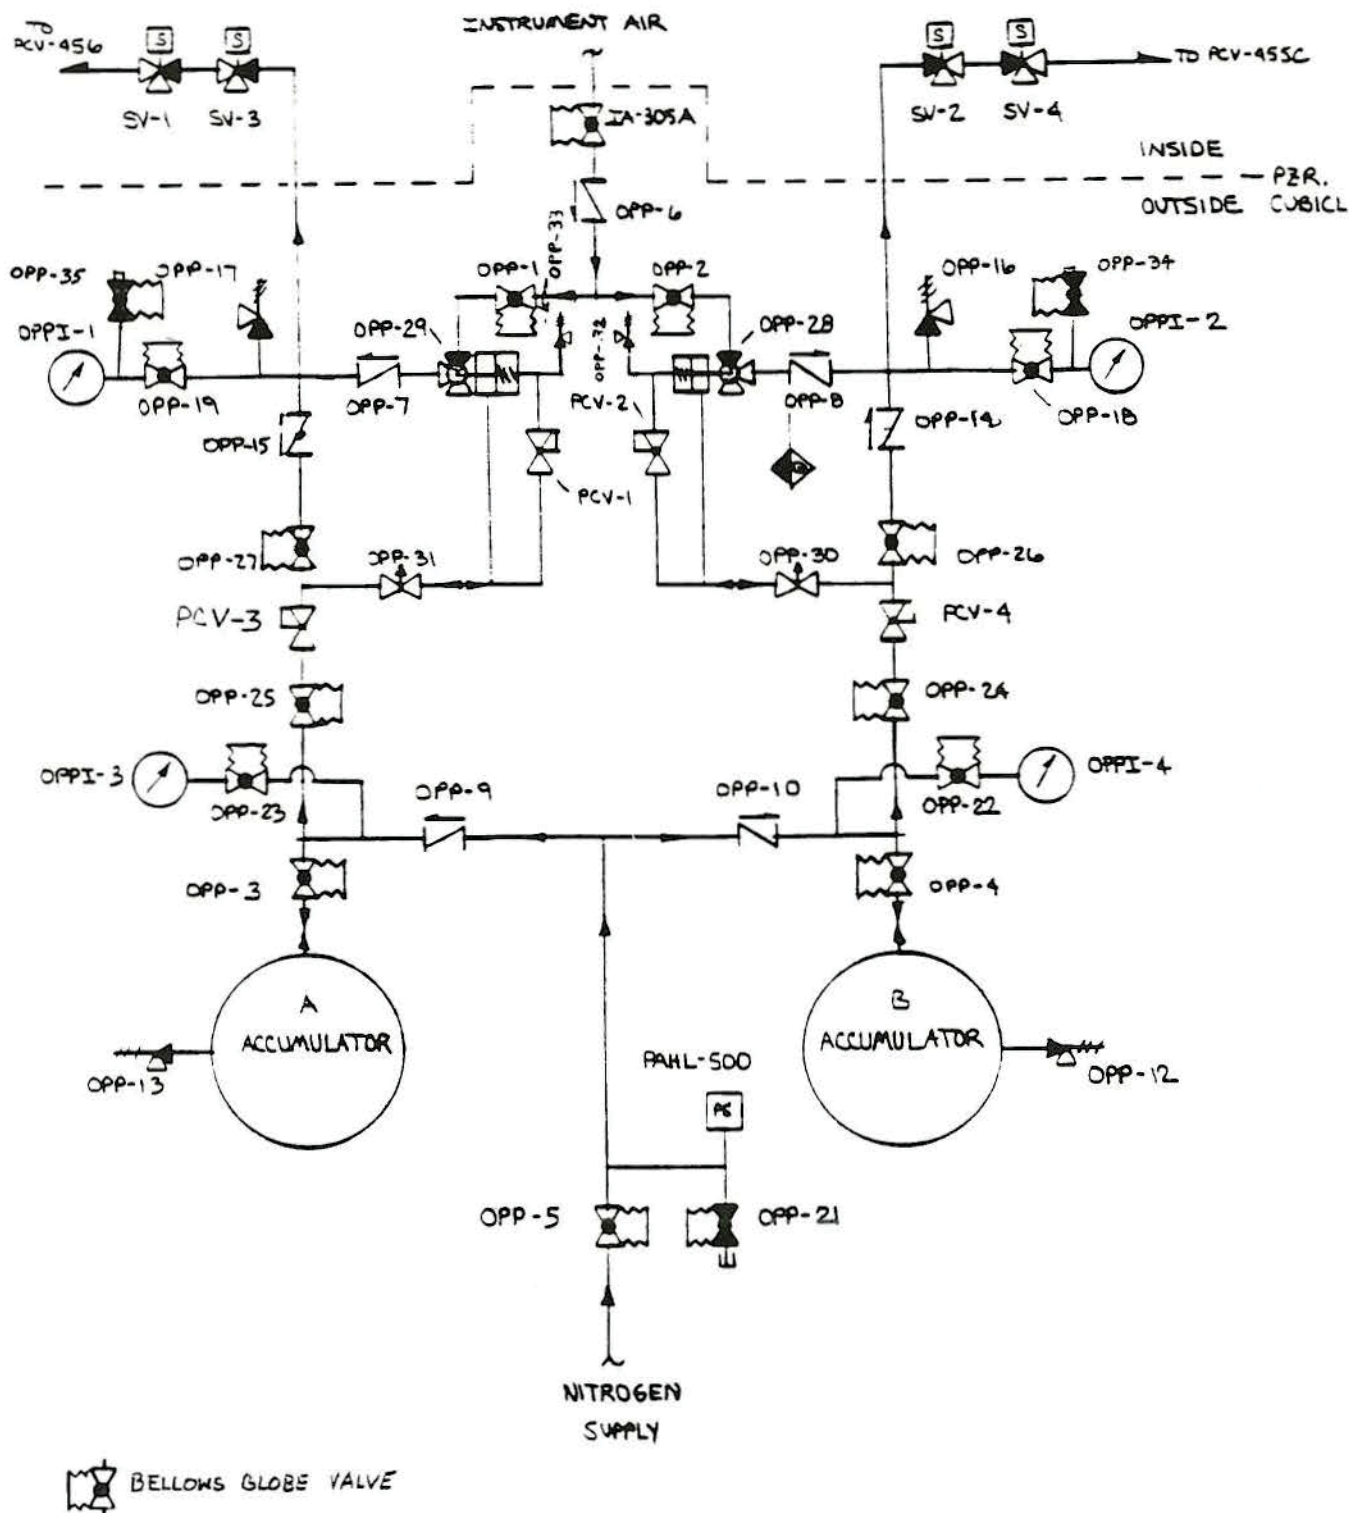 TO
PCV-456
S
S
INSTRUMENT AIR
S
S
TO PCV-455C
SV-1
SV-3
IA-305A
SV-2
SV-4
INSIDE
PZR.
OUTSIDE CUBICL
OPP-6
OPP-33
OPP-35
OPP-17
OPP-1
OPP-2
OPP-16
OPP-34
OPPI-1
OPP-29
OPP-28
OPPI-2
OPP-32
OPP-19
OPP-7
PCV-2
OPP-8
OPP-18
OPP-15
OPP-14
PCV-1
OPP-27
OPP-31
OPP-30
OPP-26
PCV-3
PCV-4
OPP-25
OPP-24
OPPI-3
OPP-9
OPP-10
OPPI-4
OPP-23
OPP-22
OPP-3
OPP-4
A
ACCUMULATOR
B
ACCUMULATOR
OPP-13
PAHL-500
OPP-12
PS
OPP-5
OPP-21
NITROGEN
SUPPLY
BELLOWS GLOBE VALVE